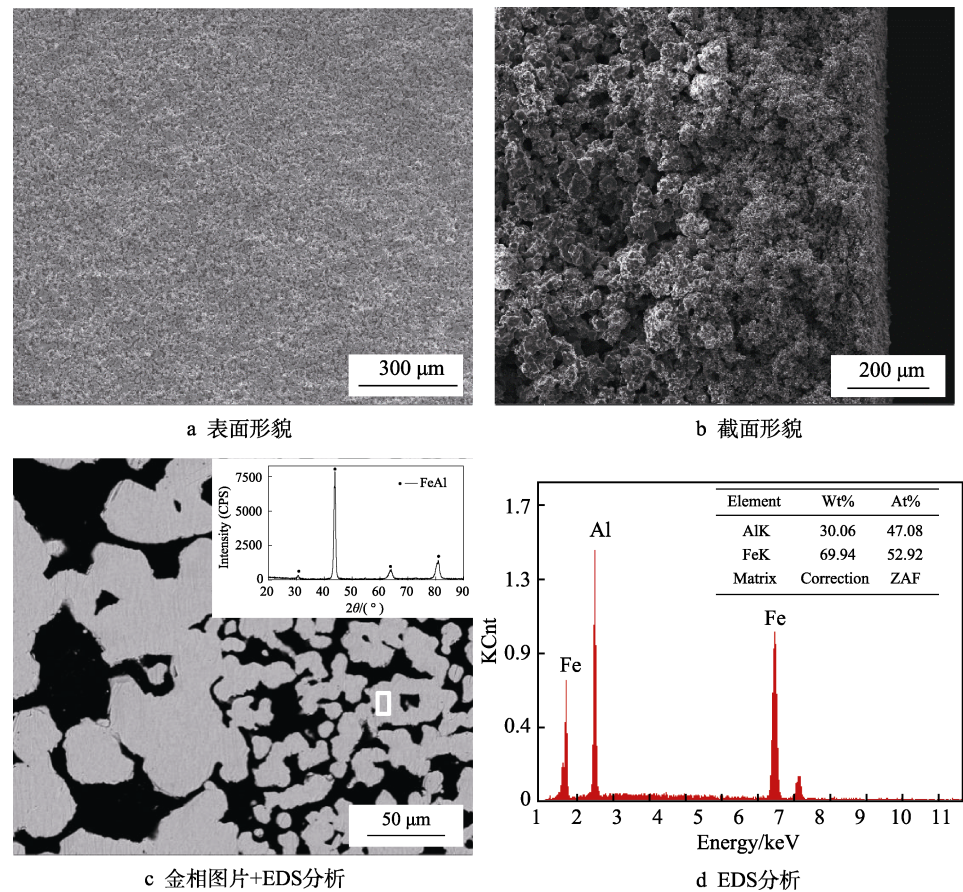 300 μm
200 μm
a 表面形貌
b 截面形貌
7500
5000
2500
0
Intensity (CPS)
FeAl
20 30 40 50 60 70 80 90
2θ/(°)
50 μm
c 金相图片+EDS分析
1.7
1.3
0.9
0.4
0
KCnt
Element Wt% At%
AlK 30.06 47.08
FeK 69.94 52.92
Matrix Correction ZAF
Fe
Al
Fe
1 2 3 4 5 6 7 8 9 10 11
Energy/keV
d EDS分析